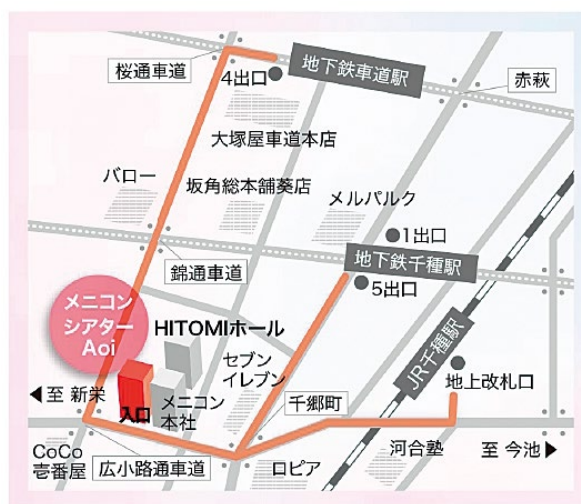 桜通車道
4出口
地下鉄車道駅
赤萩
大塚屋車道本店
バロー
坂角総本舗葵店
メルパルク
1出口
地下鉄千種駅
錦通車道
5出口
メニコン
シアター
Aoi
HITOMIホール
JR千種駅
セブン
イレブン
地上改札口
◀至 新栄
入口
メニコン
本社
千郷町
CoCo
壱番屋
広小路通車道
ロピア
河合塾
至 今池▶